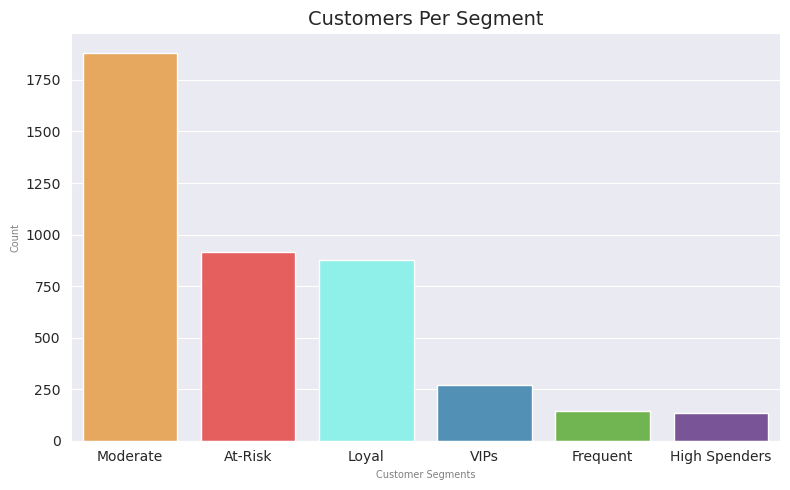 Customers Per Segment
1750
1500
1250
1000
750
500
250
0
Count
Moderate At-Risk Loyal VIPs Frequent High Spenders
Customer Segments